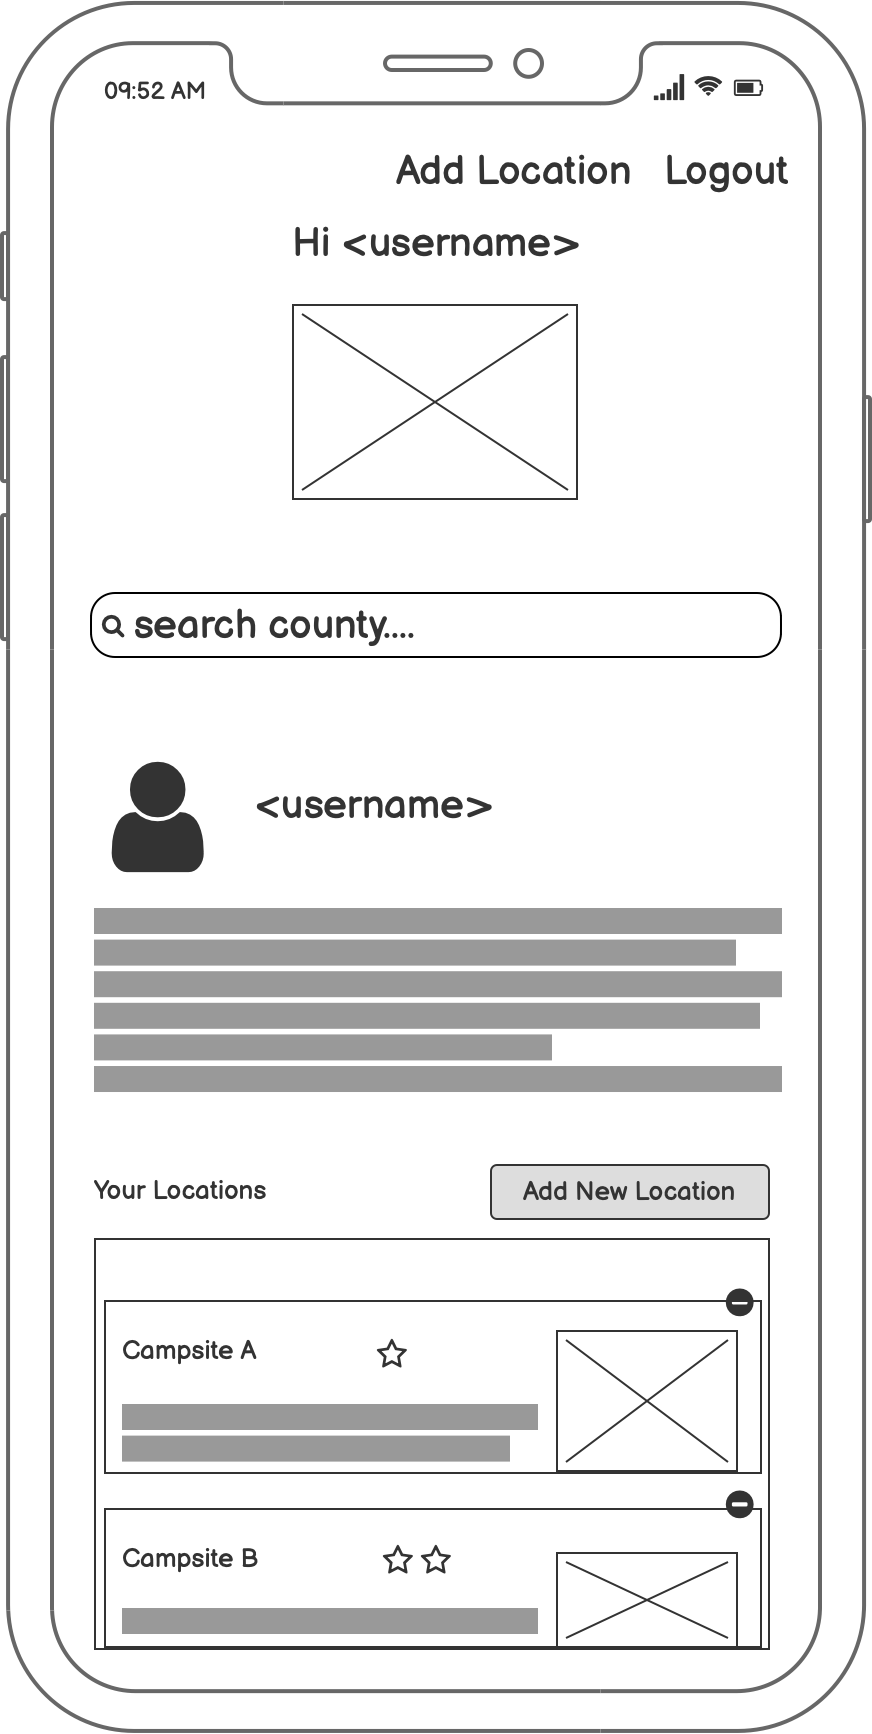 09:52 AM
Add Location Logout
Hi <username>
search county....
<username>
Your Locations
Add New Location
Campsite A
Campsite B